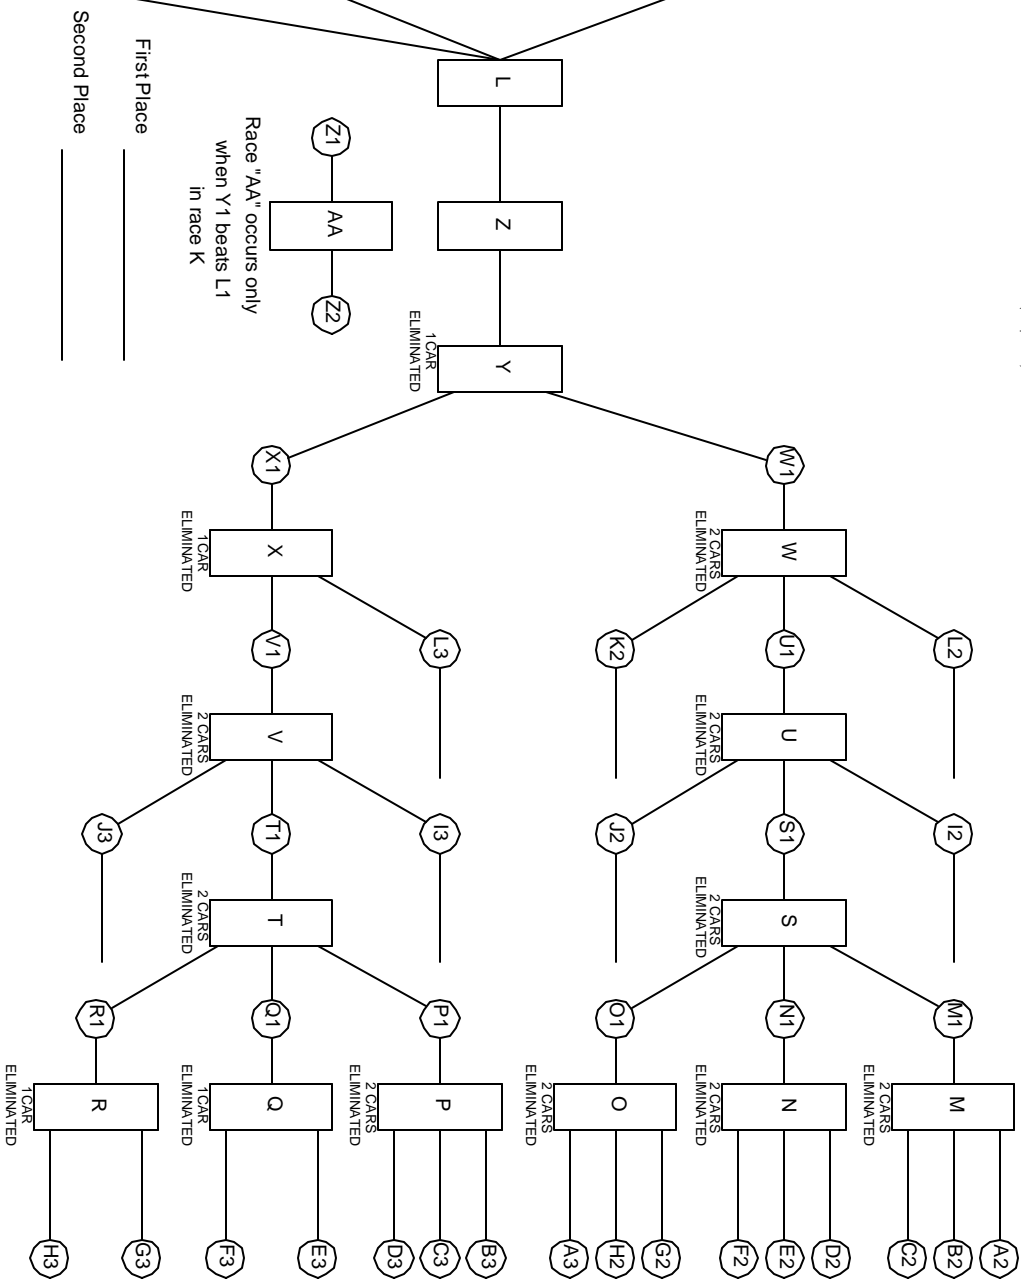 A2
L2
I2
M1
M
B2
2 CARS
ELIMINATED
C2
D2
W1
W
U1
U
S1
S
N1
N
E2
2 CARS
ELIMINATED
2 CARS
ELIMINATED
2 CARS
ELIMINATED
2 CARS
ELIMINATED
F2
G2
K2
J2
O1
O
H2
2 CARS
ELIMINATED
A3
L
Z
Y
1 CAR
ELIMINATED
B3
L3
I3
P1
P
C3
2 CARS
ELIMINATED
D3
Z1
AA
Z2
E3
X1
X
V1
V
T1
T
Q1
Q
1 CAR
ELIMINATED
2 CARS
ELIMINATED
2 CARS
ELIMINATED
1 CAR
ELIMINATED
F3
Race "AA" occurs only
when Y1 beats L1
in race K
G3
J3
R1
R
1 CAR
ELIMINATED
H3
First Place
Second Place